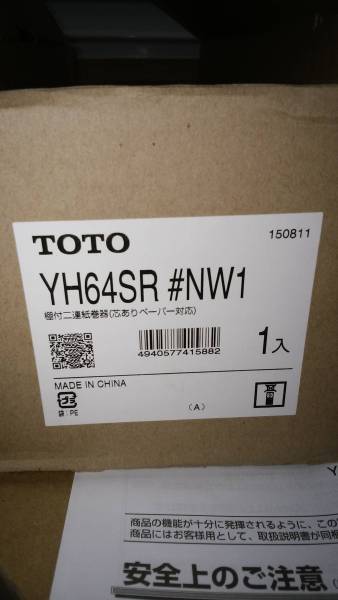 TOTO
150811
YH64SR #NW1
棚付二連紙巻器(芯ありペーパー対応)
4940577415882
1入
MADE IN CHINA
袋:PE
(A)
Y
商品の機能が十分に発揮されるように、この
商品にはお客様用として、取扱説明書が同梱
安全上のご注意